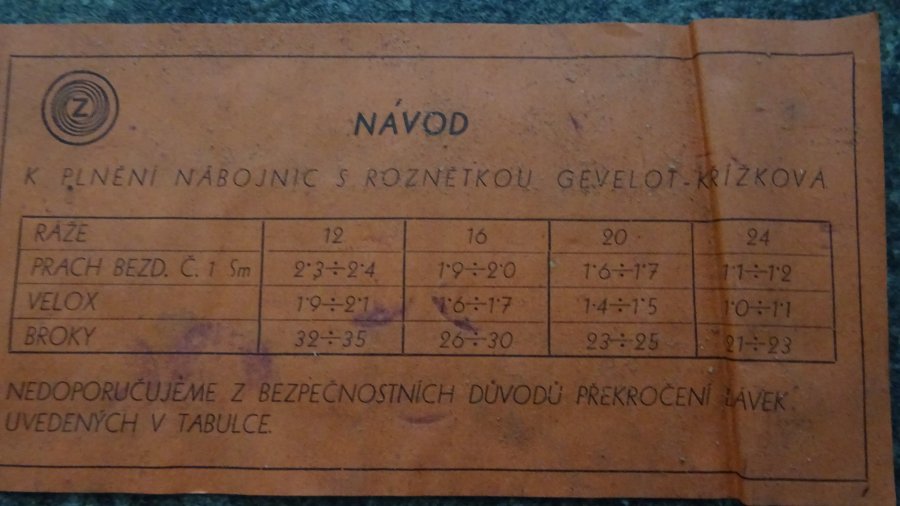 Z
NÁVOD
K PLNĚNÍ NÁBOJNIC S ROZNĚTKOU GEVELOT-KŘÍŽKOVA
RÁŽE 12 16 20 24
PRACH BEZD. Č. 1 Sm 2·3÷2·4 1·9÷2·0 1·6÷1·7 1·1÷1·2
VELOX 1·9÷2·1 1·6÷1·7 1·4÷1·5 1·0÷1·1
BROKY 32÷35 26÷30 23÷25 21÷23
NEDOPORUČUJEME Z BEZPEČNOSTNÍCH DŮVODŮ PŘEKROČENÍ DÁVEK
UVEDENÝCH V TABULCE.